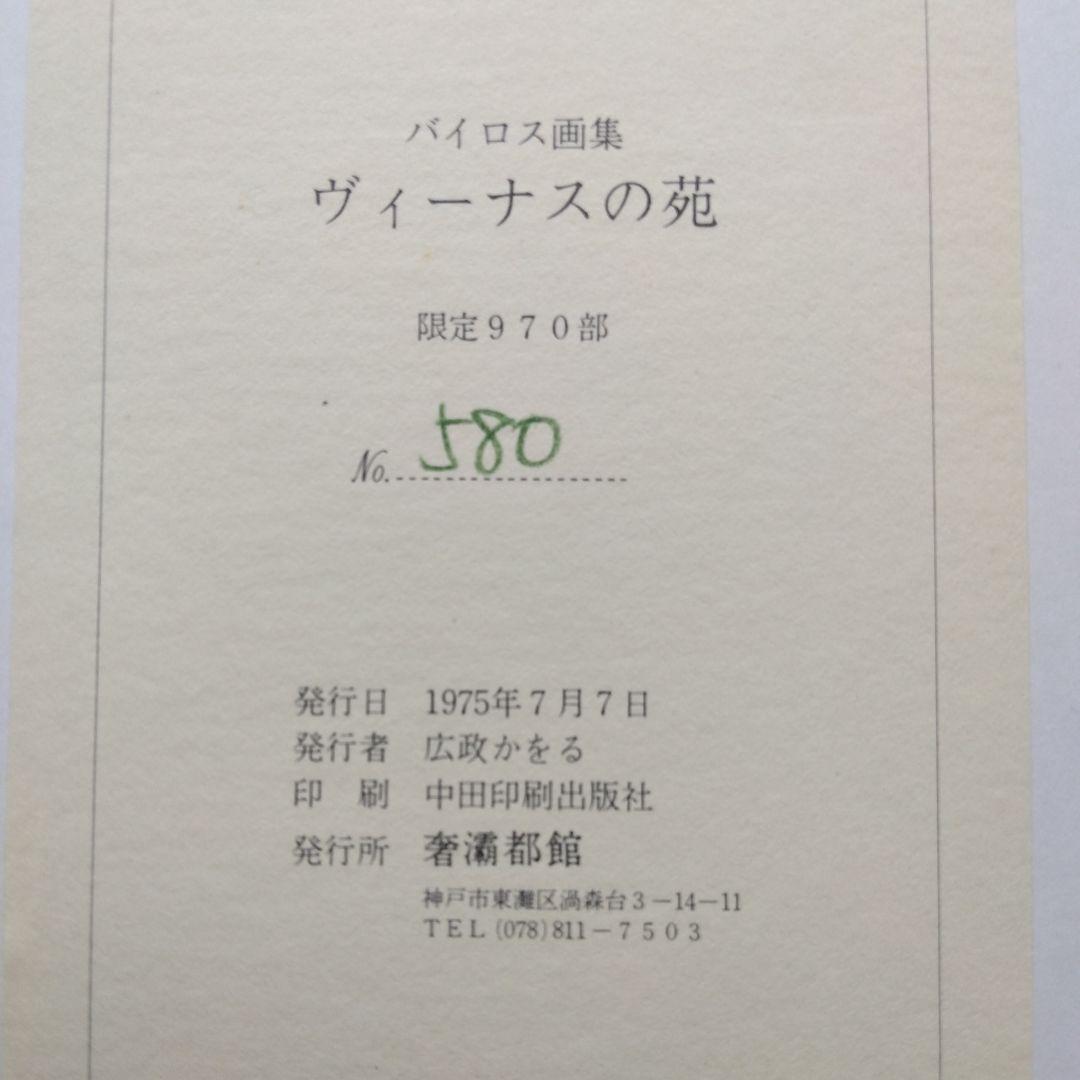 バイロス画集
ヴィーナスの苑
限定９７０部
No. 580
発行日 1975年７月７日
発行者 広政かをる
印　刷 中田印刷出版社
発行所 奢灞都館
神戸市東灘区渦森台３－14－11
ＴＥＬ(078)811－７５０３